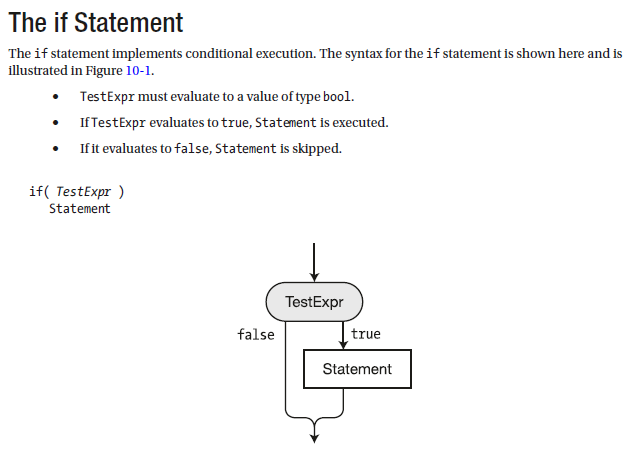 The if Statement
The if statement implements conditional execution. The syntax for the if statement is shown here and is
illustrated in Figure 10-1.
• TestExpr must evaluate to a value of type bool.
• If TestExpr evaluates to true, Statement is executed.
• If it evaluates to false, Statement is skipped.
if( TestExpr )
Statement
TestExpr
false
true
Statement